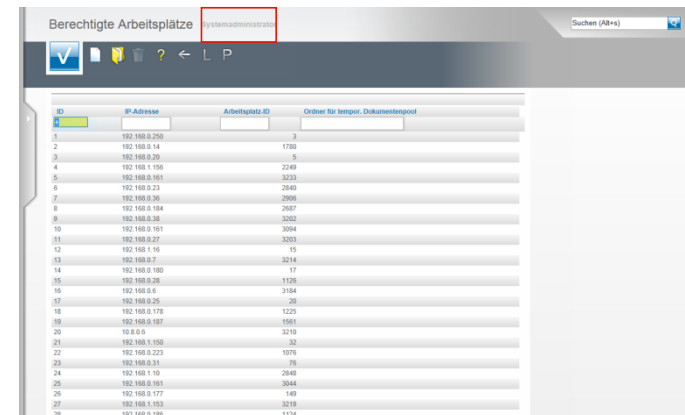 Berechtigte Arbeitsplätze Systemadministrator
Suchen (Alt+s)
? ← L P
ID IP-Adresse Arbeitsplatz-ID Ordner für tempor. Dokumentenpool
1 192.168.0.250 3
2 192.168.0.14 1780
3 192.168.0.29 5
4 192.168.1.156 2249
5 192.168.0.161 3233
6 192.168.0.23 2840
7 192.168.0.36 2906
8 192.168.0.184 2687
9 192.168.0.38 3202
10 192.168.0.161 3094
11 192.168.0.27 3203
12 192.168.1.16 15
13 192.168.0.7 3214
14 192.168.0.180 17
15 192.168.0.28 1126
16 192.168.0.6 3184
17 192.168.0.25 20
18 192.168.0.178 1225
19 192.168.0.187 1561
20 10.8.0.6 3210
21 192.168.1.150 32
22 192.168.0.223 1076
23 192.168.0.31 76
24 192.168.1.10 2848
25 192.168.0.161 3044
26 192.168.0.177 149
27 192.168.1.153 3219
28 192.168.0.186 1124